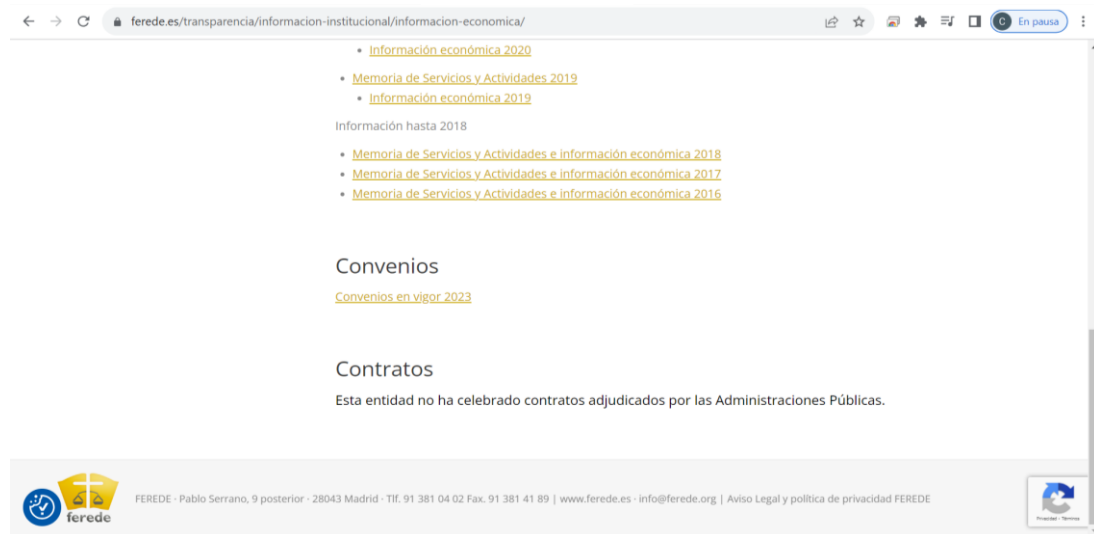 ferede.es/transparencia/informacion-institucional/informacion-economica/
C
En pausa
Información económica 2020
Memoria de Servicios y Actividades 2019
Información económica 2019
Información hasta 2018
Memoria de Servicios y Actividades e información económica 2018
Memoria de Servicios y Actividades e información económica 2017
Memoria de Servicios y Actividades e información económica 2016
Convenios
Convenios en vigor 2023
Contratos
Esta entidad no ha celebrado contratos adjudicados por las Administraciones Públicas.
ferede
FEREDE - Pablo Serrano, 9 posterior - 28043 Madrid - Tlf. 91 381 04 02 Fax. 91 381 41 89 | www.ferede.es - info@ferede.org | Aviso Legal y política de privacidad FEREDE
Privacidad - Términos